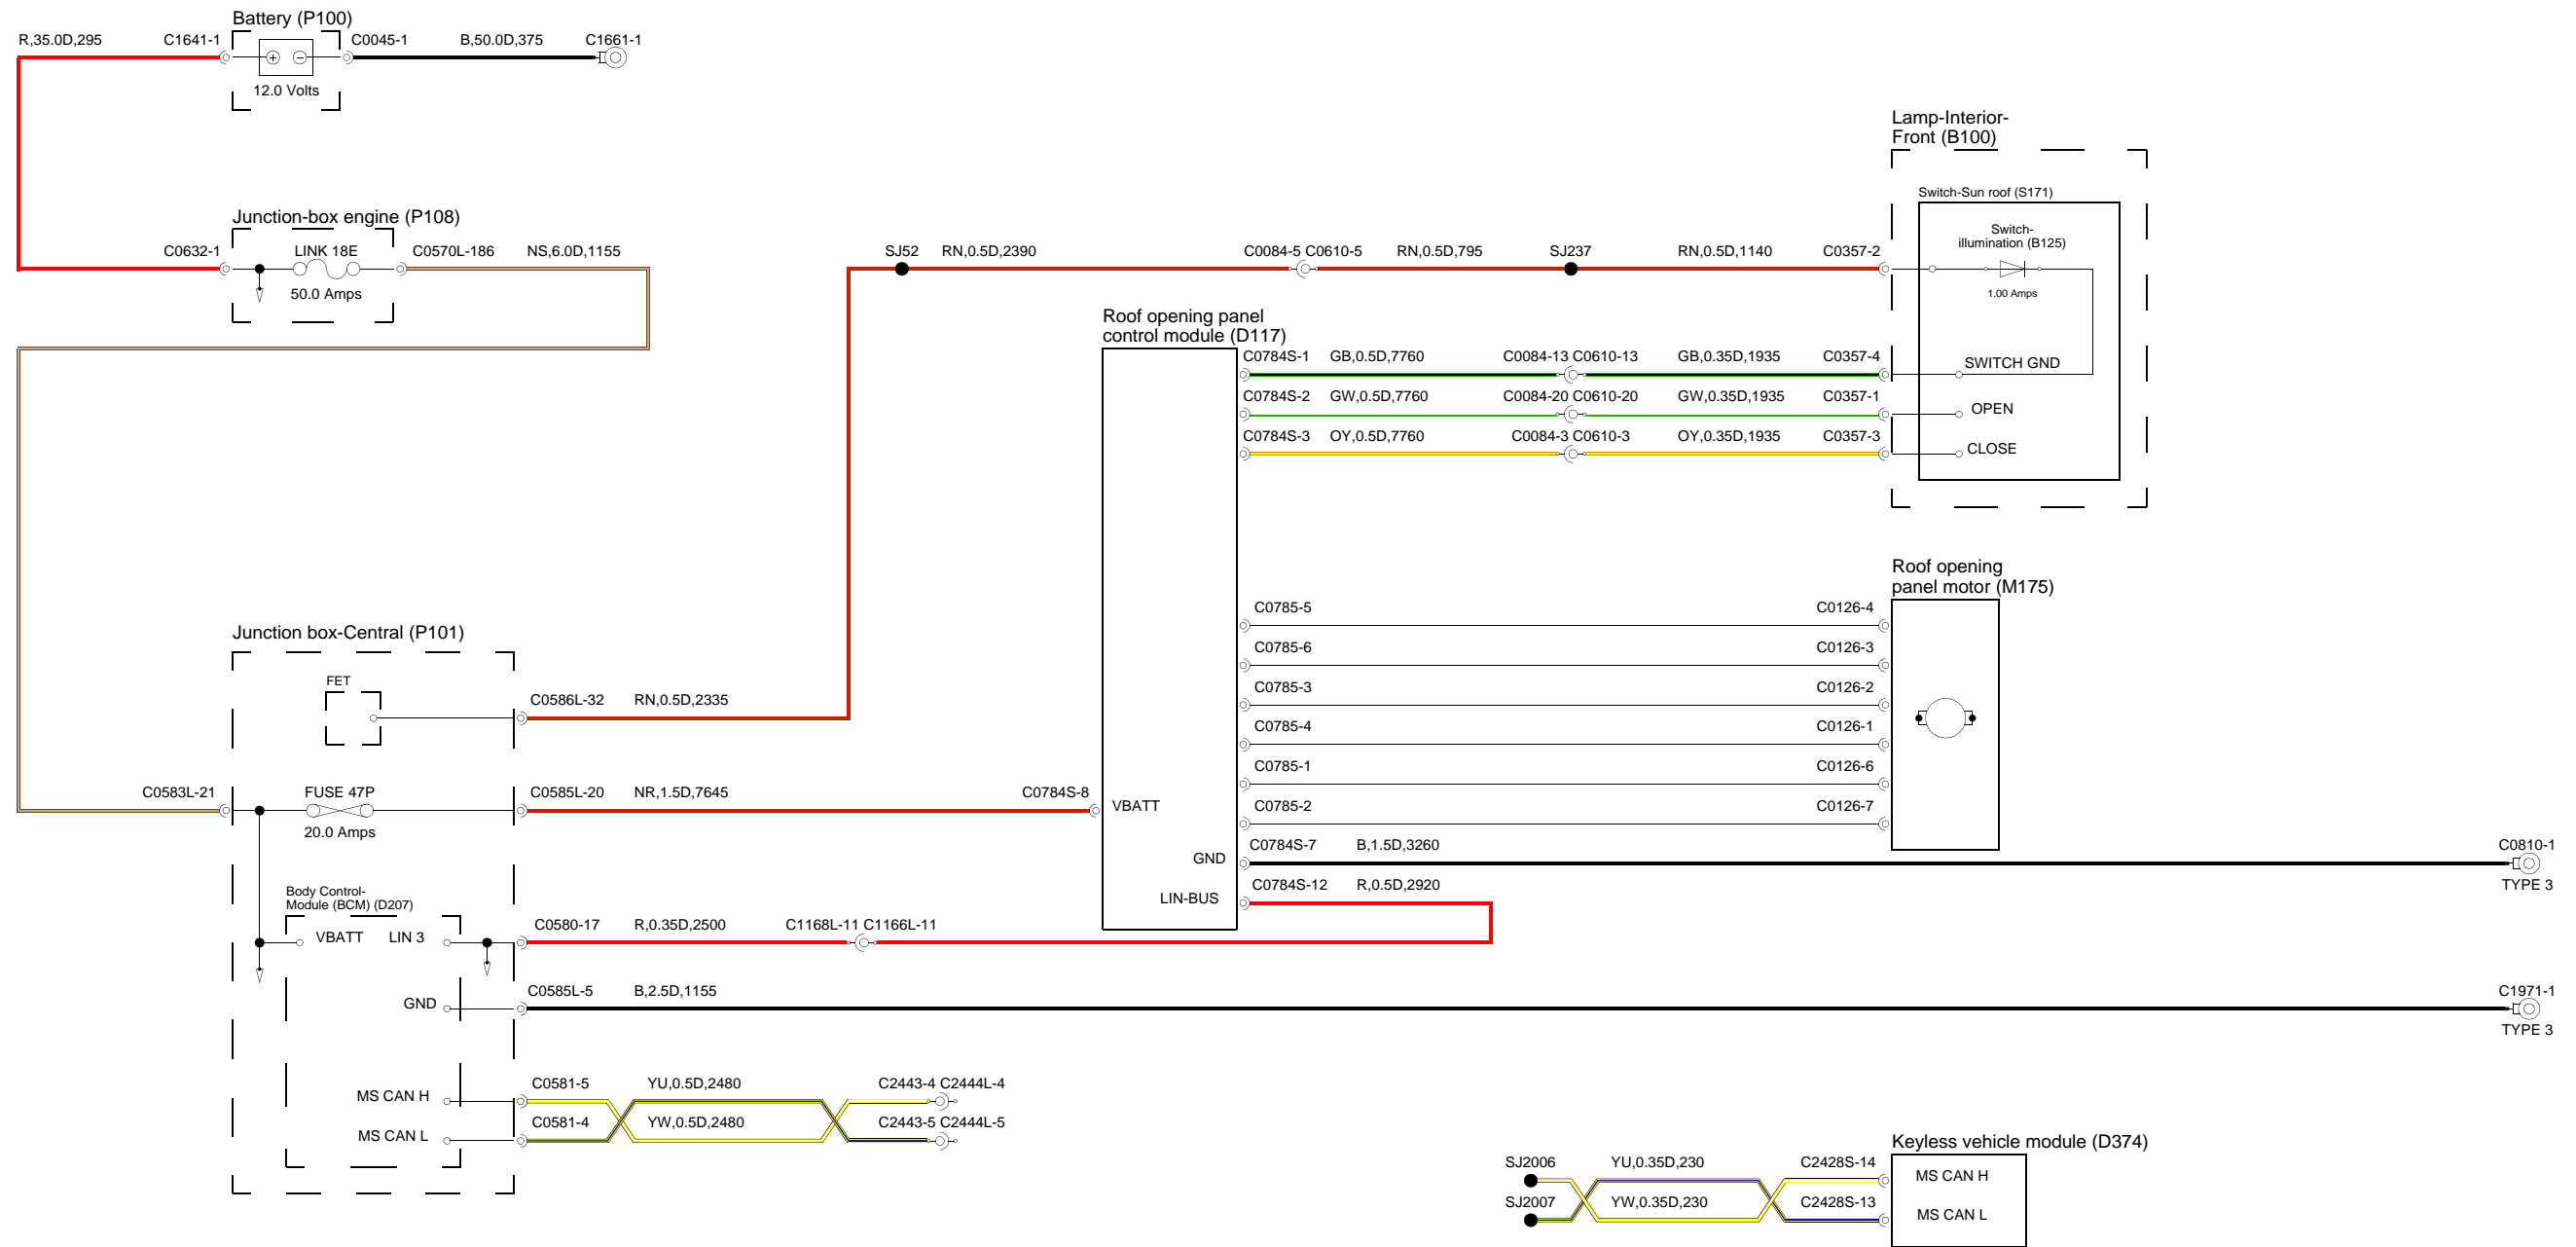 Battery (P100)
R,35.0D,295 C1641-1 C0045-1 B,50.0D,375 C1661-1
12.0 Volts
Lamp-Interior-
Front (B100)
Switch-Sun roof (S171)
Junction-box engine (P108)
Switch-
illumination (B125)
C0632-1 LINK 18E C0570L-186 NS,6.0D,1155 SJ52 RN,0.5D,2390 C0084-5 C0610-5 RN,0.5D,795 SJ237 RN,0.5D,1140 C0357-2
50.0 Amps
1.00 Amps
Roof opening panel
control module (D117)
C0784S-1 GB,0.5D,7760 C0084-13 C0610-13 GB,0.35D,1935 C0357-4 SWITCH GND
C0784S-2 GW,0.5D,7760 C0084-20 C0610-20 GW,0.35D,1935 C0357-1 OPEN
C0784S-3 OY,0.5D,7760 C0084-3 C0610-3 OY,0.35D,1935 C0357-3 CLOSE
Roof opening
panel motor (M175)
C0785-5 C0126-4
Junction box-Central (P101)
C0785-6 C0126-3
FET
C0785-3 C0126-2
C0586L-32 RN,0.5D,2335
C0785-4 C0126-1
C0785-1 C0126-6
C0583L-21 FUSE 47P C0585L-20 NR,1.5D,7645 C0784S-8 VBATT
C0785-2 C0126-7
20.0 Amps
GND C0784S-7 B,1.5D,3260 C0810-1
TYPE 3
LIN-BUS C0784S-12 R,0.5D,2920
Body Control-
Module (BCM) (D207)
VBATT LIN 3 C0580-17 R,0.35D,2500 C1168L-11 C1166L-11
GND C0585L-5 B,2.5D,1155 C1971-1
TYPE 3
MS CAN H C0581-5 YU,0.5D,2480 C2443-4 C2444L-4
MS CAN L C0581-4 YW,0.5D,2480 C2443-5 C2444L-5
Keyless vehicle module (D374)
SJ2006 YU,0.35D,230 C2428S-14 MS CAN H
SJ2007 YW,0.35D,230 C2428S-13 MS CAN L